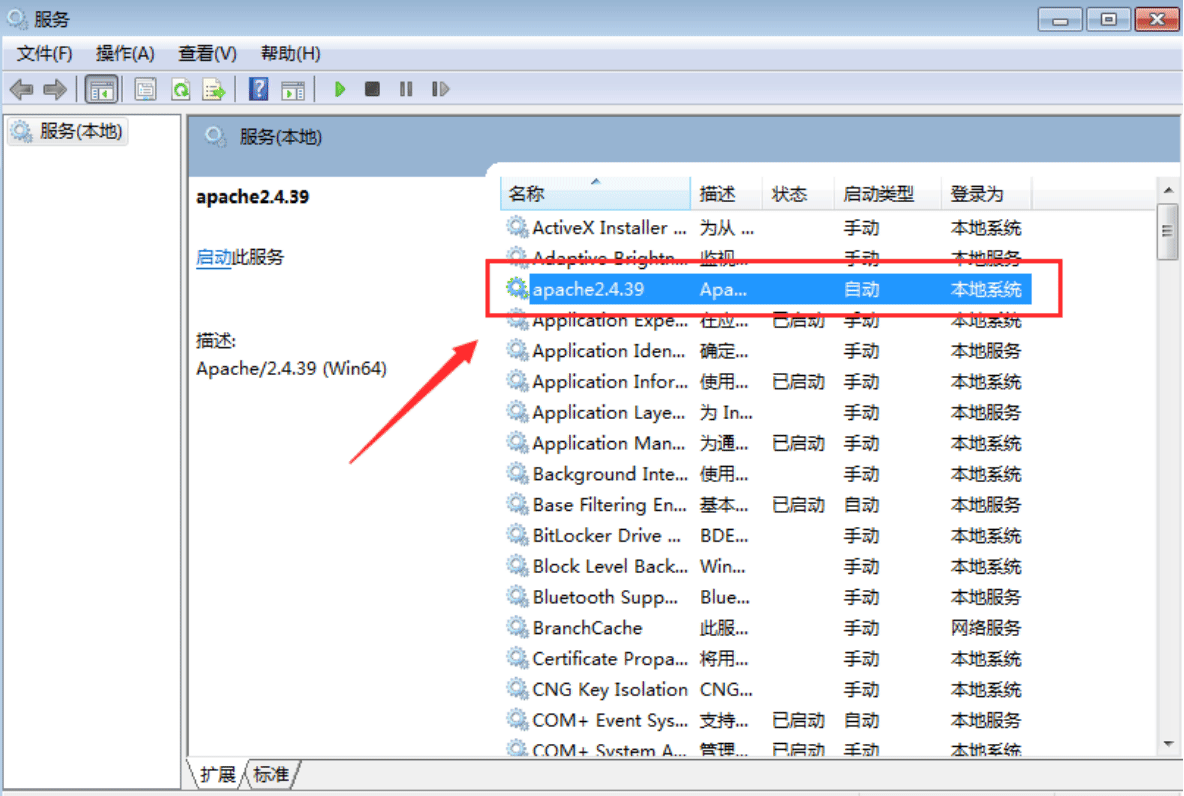 服务
文件(F) 操作(A) 查看(V) 帮助(H)
服务(本地)
服务(本地)
apache2.4.39
启动此服务
描述:
Apache/2.4.39 (Win64)
名称 描述 状态 启动类型 登录为
ActiveX Installer ... 为从 ... 手动 本地系统
Adaptive Brightn... 监视... 手动 本地服务
apache2.4.39 Apa... 自动 本地系统
Application Expe... 在应... 已启动 手动 本地系统
Application Iden... 确定... 手动 本地服务
Application Infor... 使用... 已启动 手动 本地系统
Application Laye... 为 In... 手动 本地服务
Application Man... 为通... 已启动 手动 本地系统
Background Inte... 使用... 手动 本地系统
Base Filtering En... 基本... 已启动 自动 本地服务
BitLocker Drive ... BDE... 手动 本地系统
Block Level Back... Win... 手动 本地系统
Bluetooth Supp... Blue... 手动 本地服务
BranchCache 此服... 手动 网络服务
Certificate Propa... 将用... 手动 本地系统
CNG Key Isolation CNG... 手动 本地系统
COM+ Event Sys... 支持... 已启动 自动 本地服务
COM+ System A... 管理... 已启动 手动 本地系统
扩展 标准